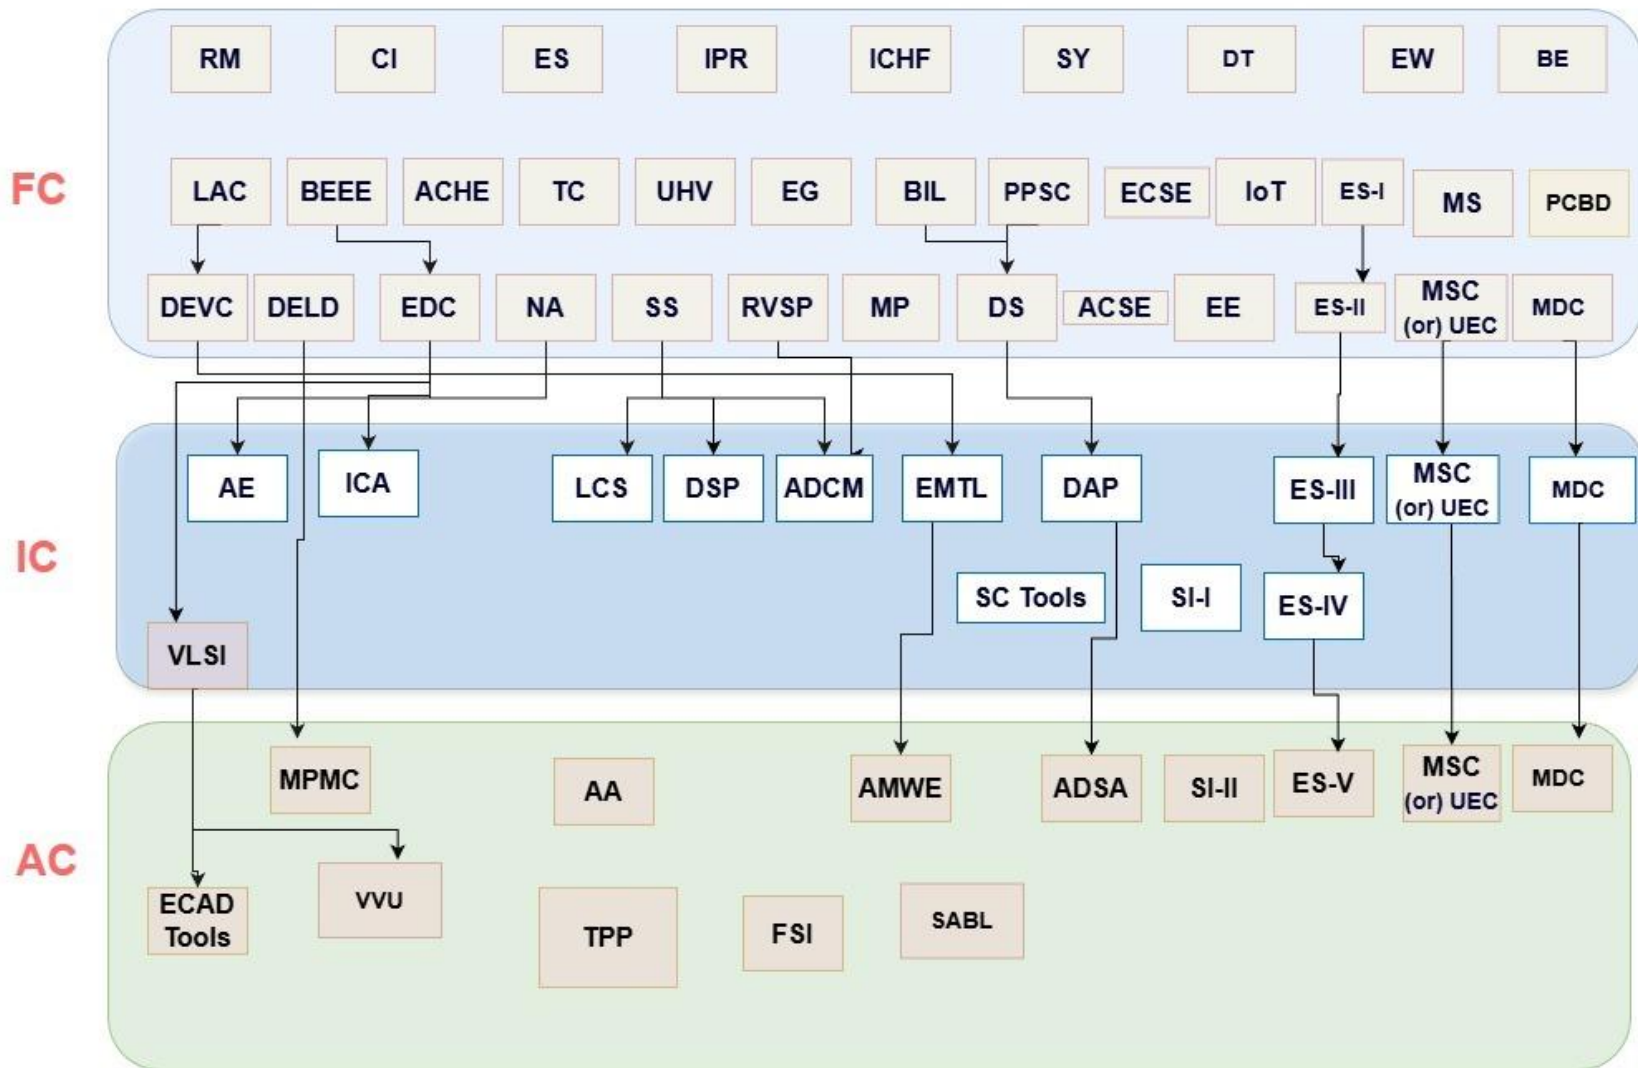 RM
CI
ES
IPR
ICHF
SY
DT
EW
BE
FC
LAC
BEEE
ACHE
TC
UHV
EG
BIL
PPSC
ECSE
IoT
ES-I
MS
PCBD
DEVC
DELD
EDC
NA
SS
RVSP
MP
DS
ACSE
EE
ES-II
MSC
(or) UEC
MDC
IC
AE
ICA
LCS
DSP
ADCM
EMTL
DAP
ES-III
MSC
(or) UEC
MDC
SC Tools
SI-I
ES-IV
VLSI
AC
MPMC
AA
AMWE
ADSA
SI-II
ES-V
MSC
(or) UEC
MDC
ECAD
Tools
VVU
TPP
FSI
SABL